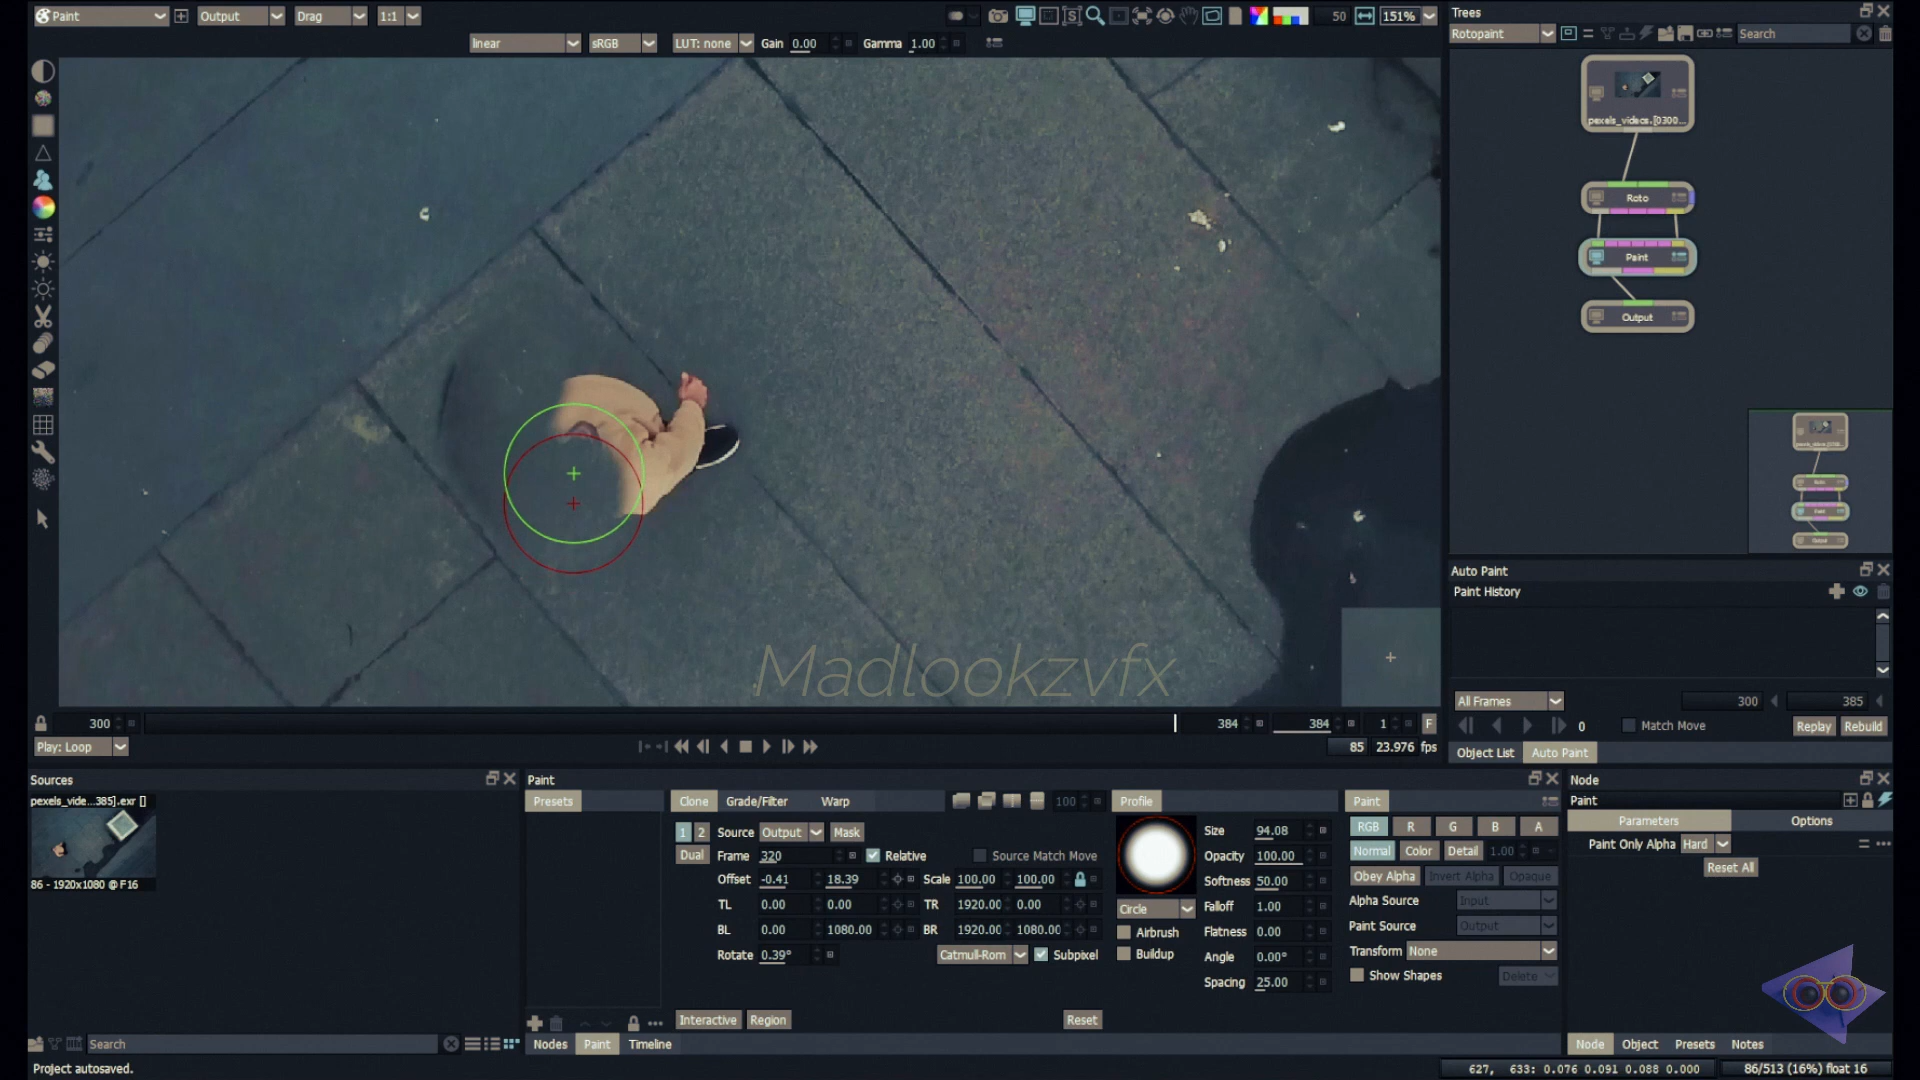 Paint Output Drag 1:1 50 151%
linear sRGB LUT: none Gain 0.00 Gamma 1.00
Madlookzvfx
300 384 384 1 F
Play: Loop 85 23.976 fps
Trees
Rotopaint Search
pexels_videos.[0300...
Roto
Paint
Output
Auto Paint
Paint History
All Frames 300 385
0 Match Move Replay Rebuild
Object List Auto Paint
Sources
pexels_vide...385].exr []
86 - 1920x1080 @ F16
Search
Project autosaved.
Paint
Presets Clone Grade/Filter Warp 100
1 2 Source Output Mask
Dual Frame 320 Relative Source Match Move
Offset -0.41 18.39 Scale 100.00 100.00
TL 0.00 0.00 TR 1920.00 0.00
BL 0.00 1080.00 BR 1920.00 1080.00
Rotate 0.39° Catmull-Rom Subpixel
Interactive Region Reset
Nodes Paint Timeline
Profile
Size 94.08
Opacity 100.00
Softness 50.00
Circle Falloff 1.00
Airbrush Flatness 0.00
Buildup Angle 0.00°
Spacing 25.00
Paint
RGB R G B A
Normal Color Detail 1.00
Obey Alpha Invert Alpha Opaque
Alpha Source Input
Paint Source Output
Transform None
Show Shapes Delete
Node
Paint
Parameters Options
Paint Only Alpha Hard
Reset All
Node Object Presets Notes
627, 633: 0.076 0.091 0.088 0.000 86/513 (16%) float 16